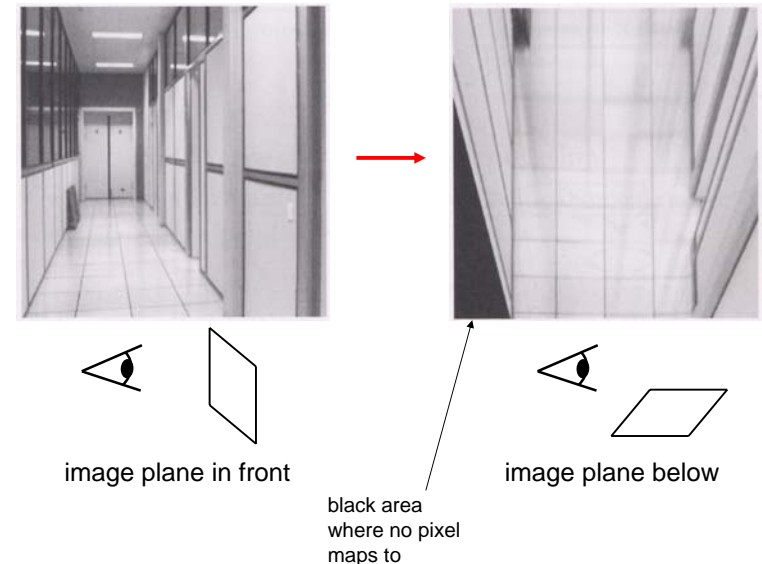 image plane in front
image plane below
black area
where no pixel
maps to